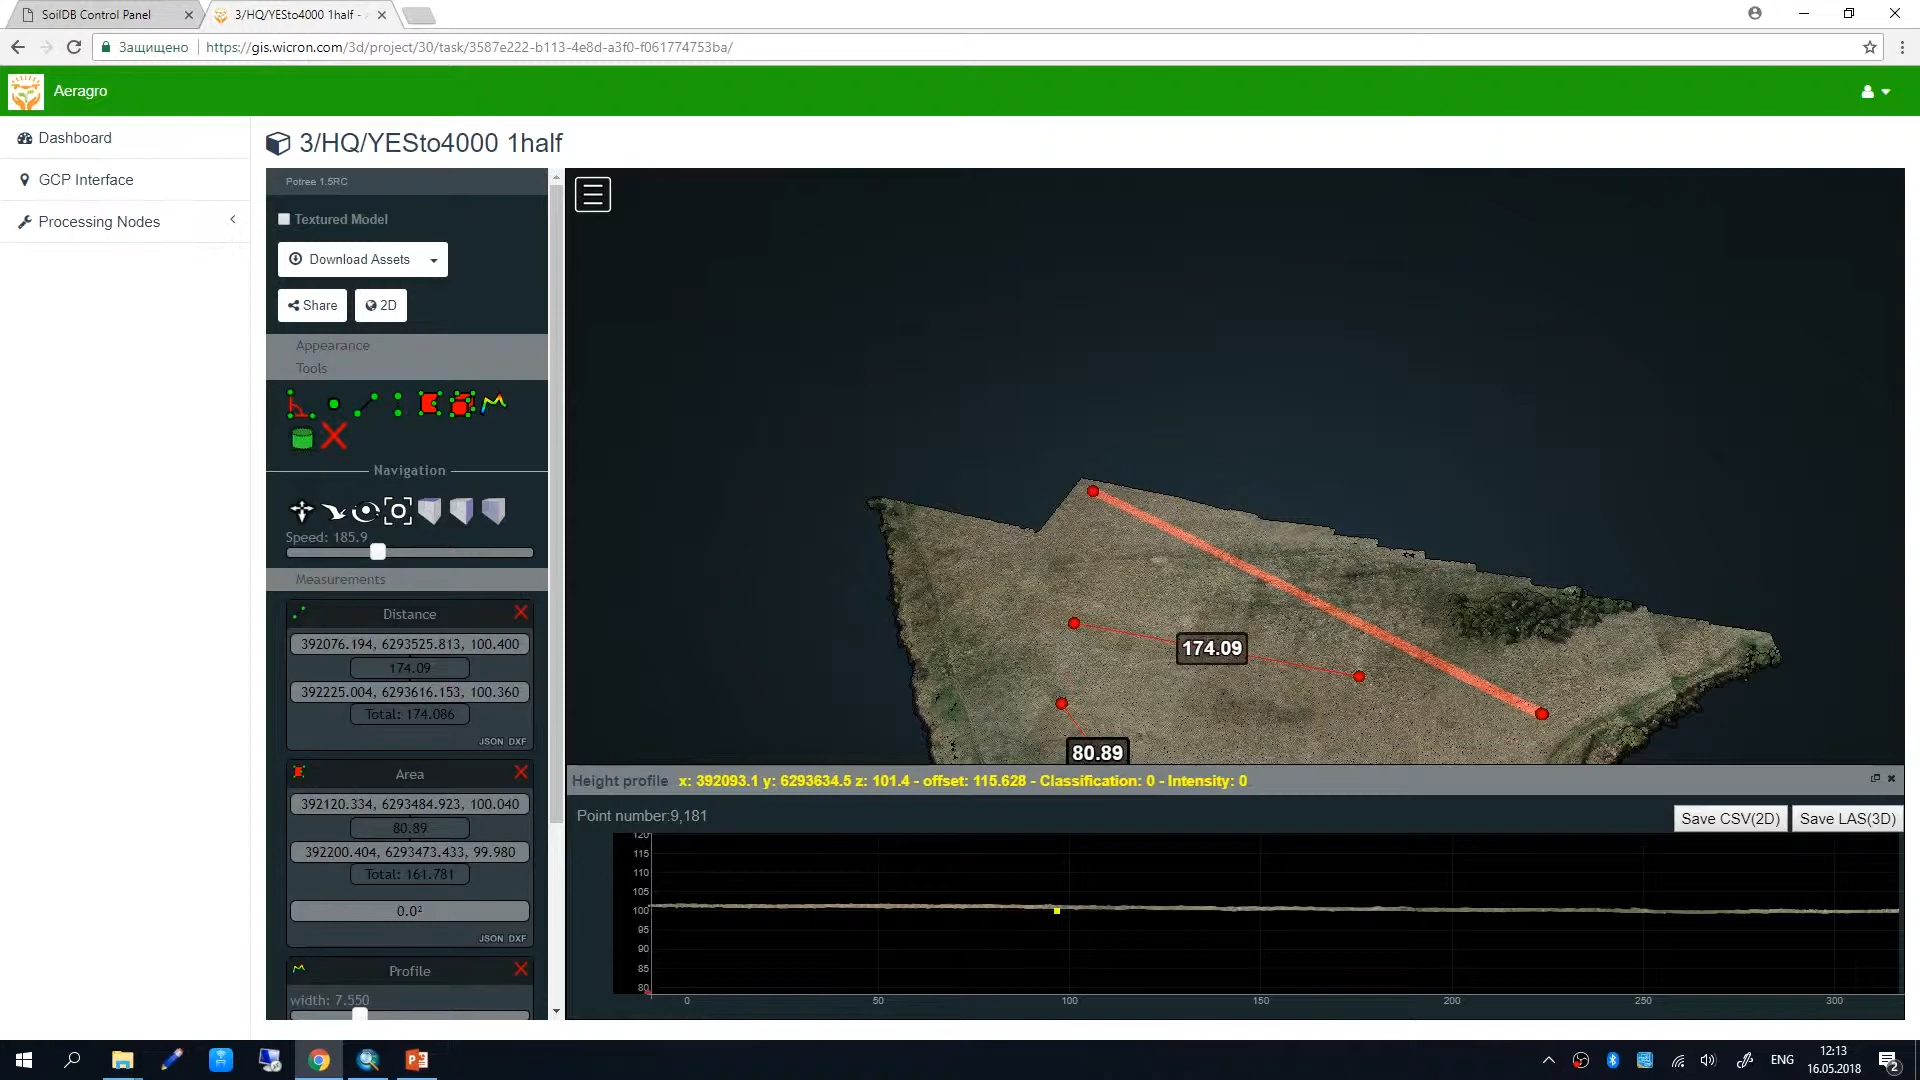 SoilDB Control Panel
3/HQ/YESto4000 1half -
Защищено
https://gis.wicron.com/3d/project/30/task/3587e222-b113-4e8d-a3f0-f061774753ba/
Aeragro
Dashboard
GCP Interface
Processing Nodes
3/HQ/YESto4000 1half
Potree 1.5RC
Textured Model
Download Assets
Share
2D
Appearance
Tools
Navigation
Speed: 185.9
Measurements
Distance
392076.194, 6293525.813, 100.400
174.09
392225.004, 6293616.153, 100.360
Total: 174.086
JSON DXF
Area
392120.334, 6293484.923, 100.040
80.89
392200.404, 6293473.433, 99.980
Total: 161.781
0.0²
JSON DXF
Profile
width: 7.550
174.09
80.89
Height profile x: 392093.1 y: 6293634.5 z: 101.4 - offset: 115.628 - Classification: 0 - Intensity: 0
Point number:9,181
Save CSV(2D)
Save LAS(3D)
120
115
110
105
100
95
90
85
80
0 50 100 150 200 250 300
ENG
12:13
16.05.2018
2